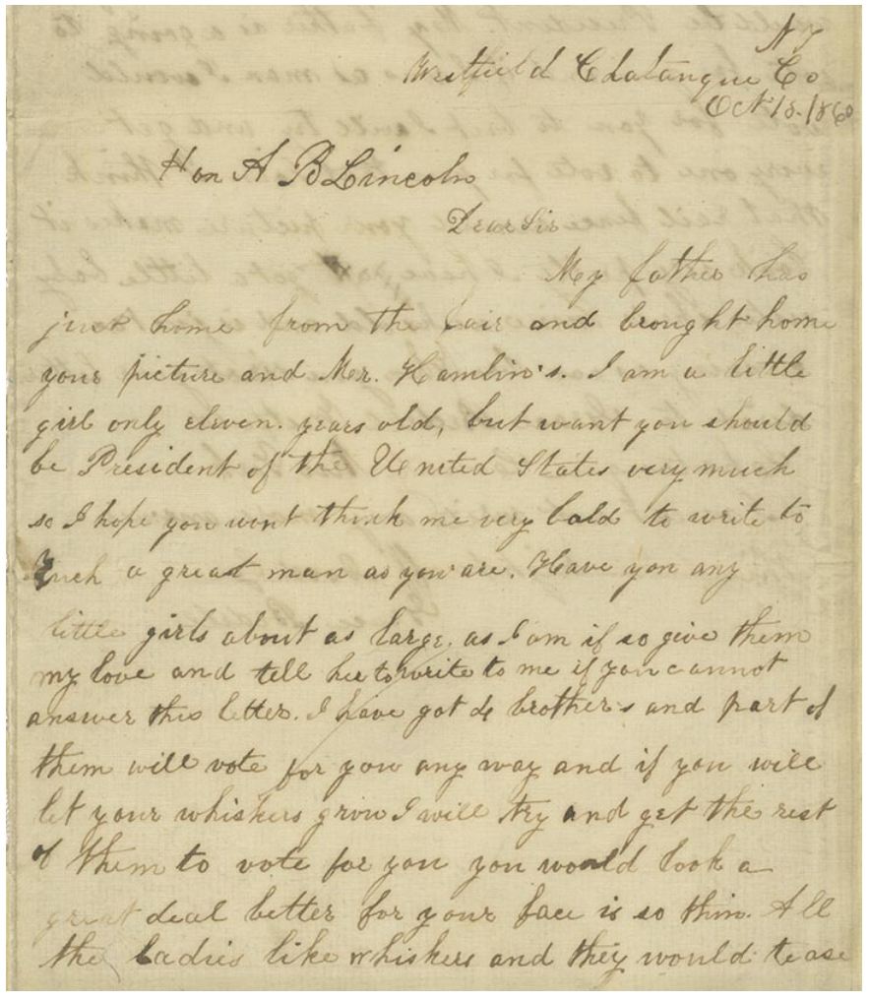 N Y
Westfield Chatauque Co
Oct 15. 1860
Hon A B Lincoln
Dear Sir
My father has
just home from the fair and brought home
your picture and Mr. Hamlin's. I am a little
girl only eleven. years old, but want you should
be President of the United States very much
so I hope you wont think me very bold to write to
such a great man as you are. Have you any
little girls about as large. as I am if so give them
my love and tell her to write to me if you cannot
answer this letter. I have got 4 brother's and part of
them will vote for you any way and if you will
let your whiskers grow I will try and get the rest
of them to vote for you you would look a
great deal better for your face is so thin. All
the ladies like whiskers and they would tease